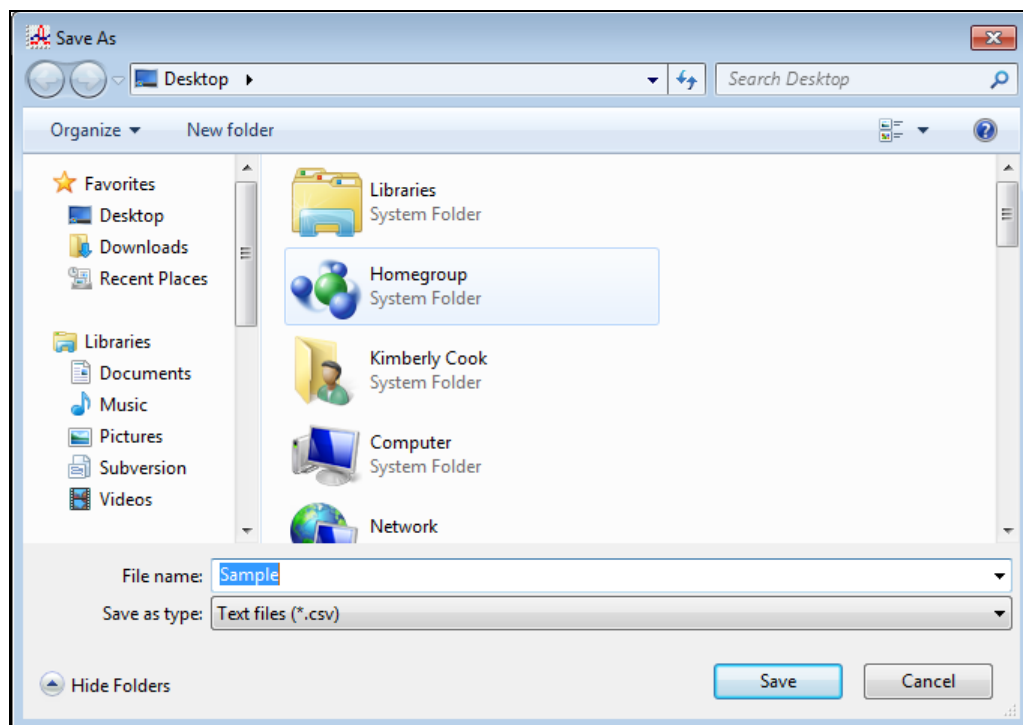 Save As
Desktop
Search Desktop
Organize New folder
Favorites
Desktop
Downloads
Recent Places
Libraries
Documents
Music
Pictures
Subversion
Videos
Libraries
System Folder
Homegroup
System Folder
Kimberly Cook
System Folder
Computer
System Folder
Network
File name: Sample
Save as type: Text files (*.csv)
Hide Folders Save Cancel